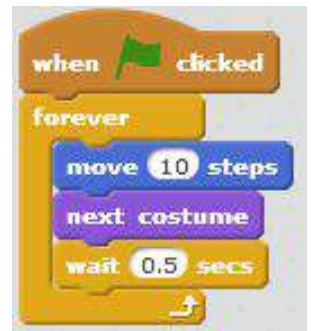 when clicked
forever
move 10 steps
next costume
wait 0.5 secs